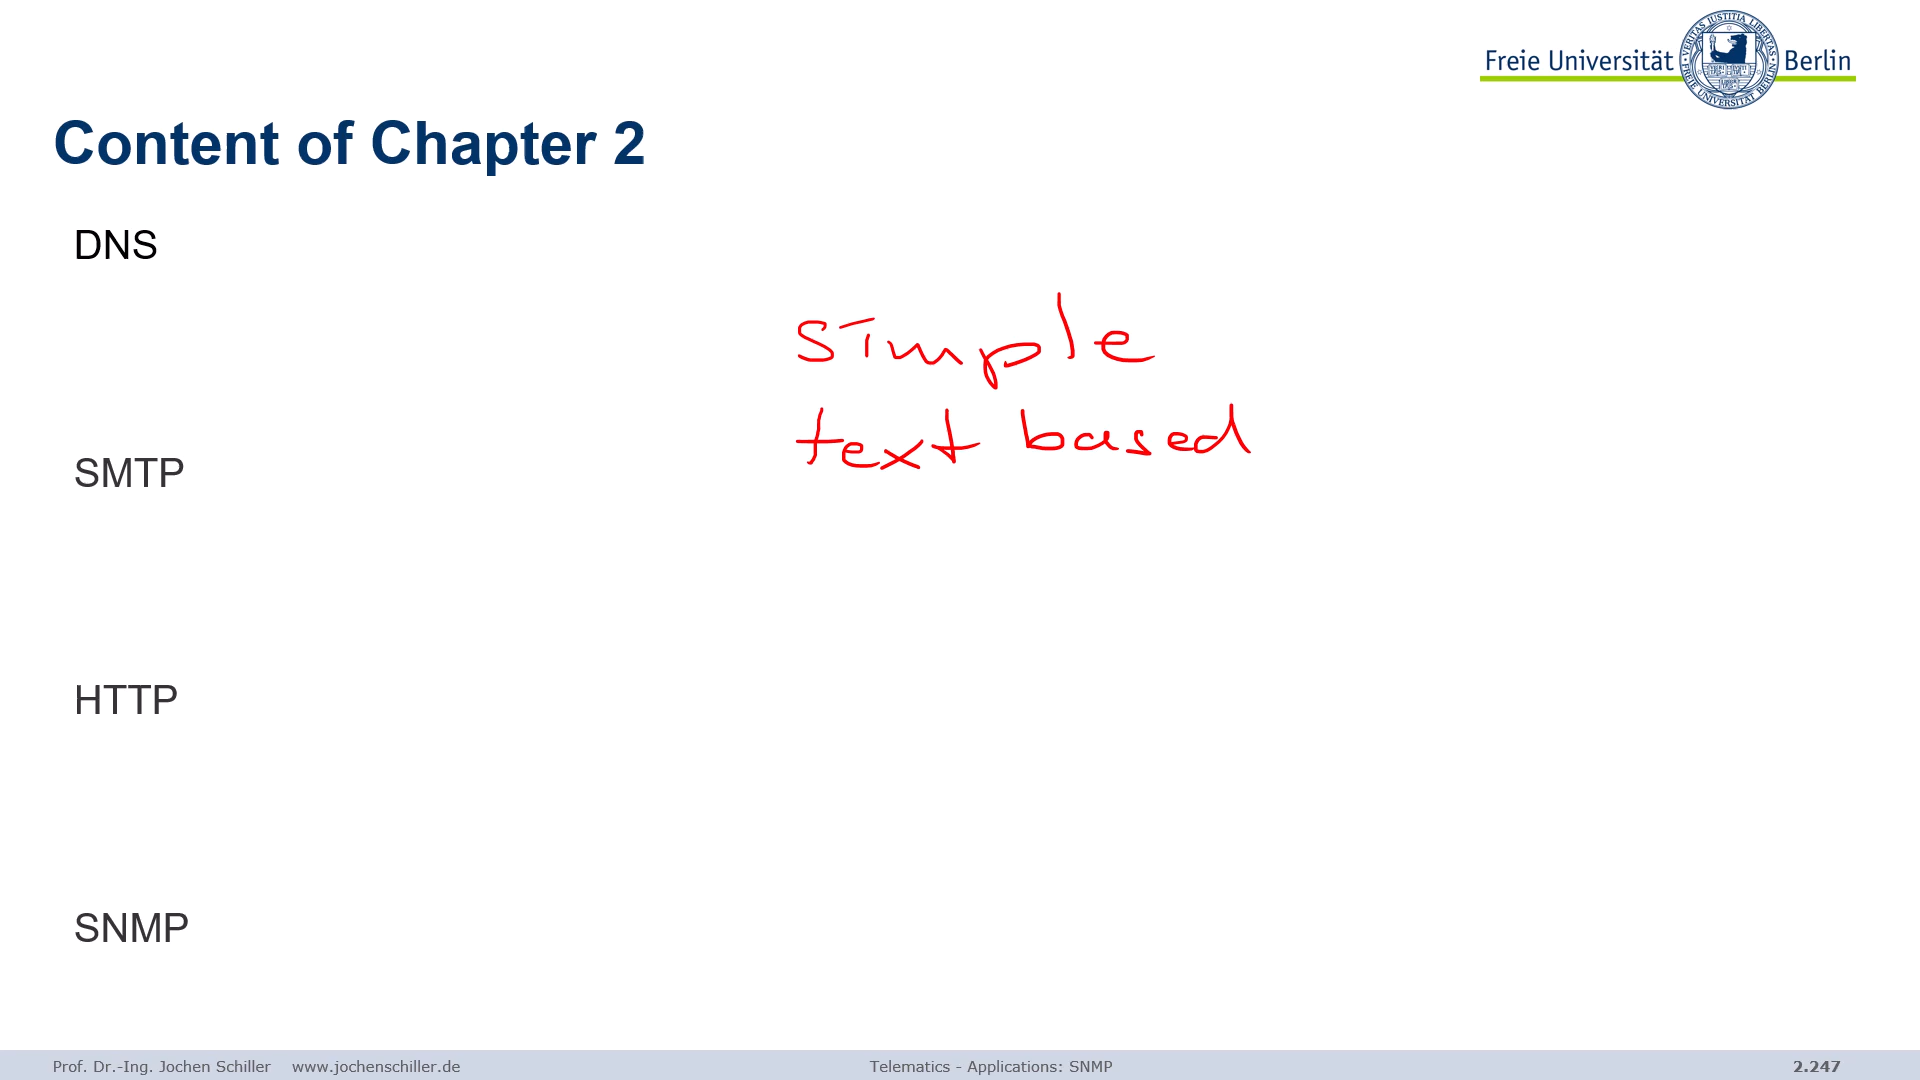 Freie Universität Berlin
Content of Chapter 2
DNS
simple
text based
SMTP
HTTP
SNMP
Prof. Dr.-Ing. Jochen Schiller www.jochenschiller.de Telematics - Applications: SNMP 2.247